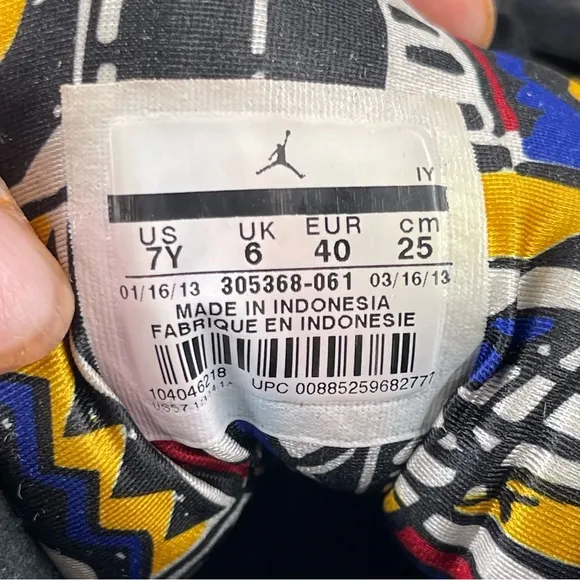 IY
US UK EUR cm
7Y 6 40 25
01/16/13 305368-061 03/16/13
MADE IN INDONESIA
FABRIQUE EN INDONESIE
104046218
UPC 00885259682777